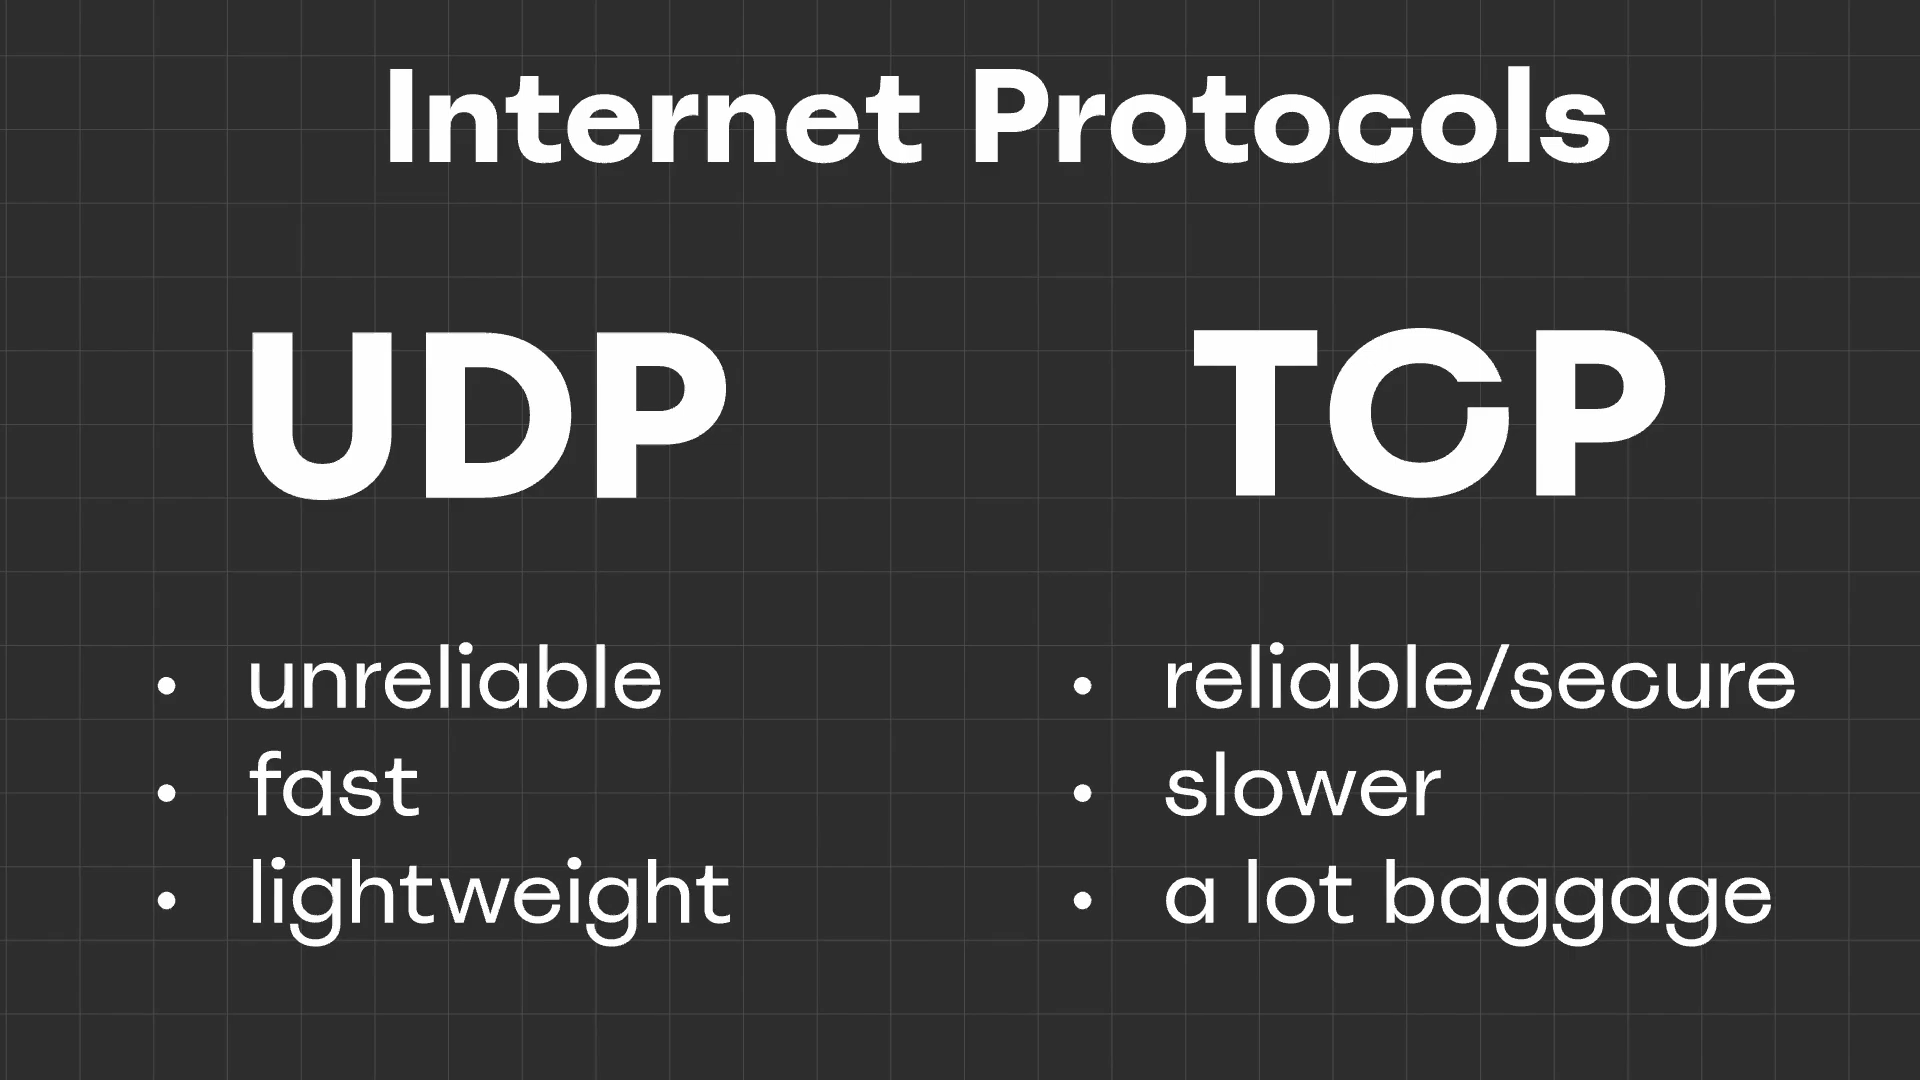 Internet Protocols
UDP
• unreliable
• fast
• lightweight
TCP
• reliable/secure
• slower
• a lot baggage